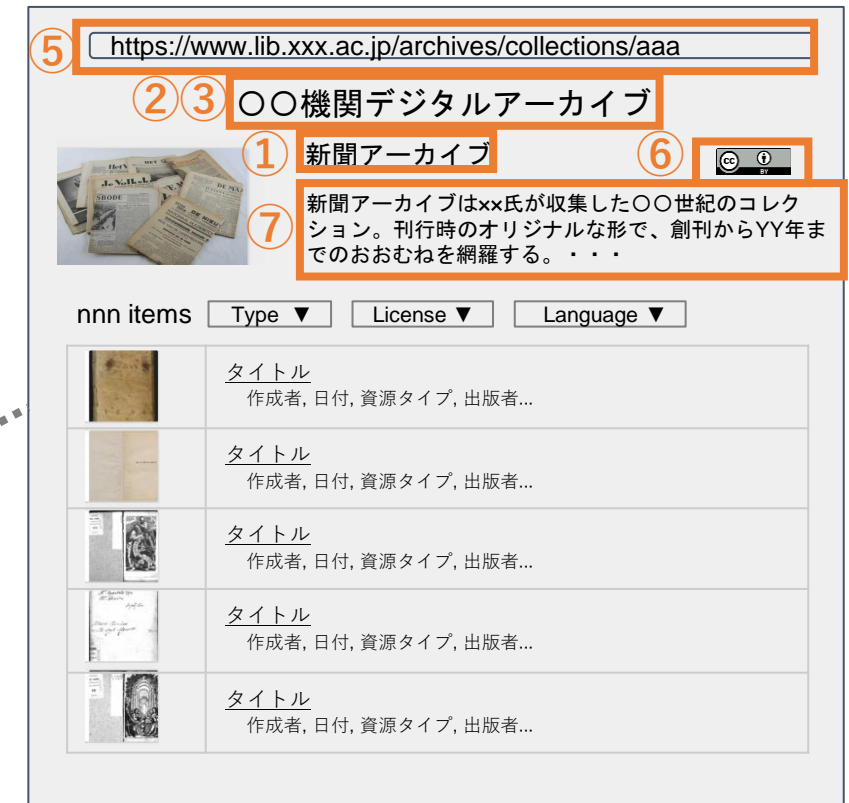 ⑤ https://www.lib.xxx.ac.jp/archives/collections/aaa
②③ 〇〇機関デジタルアーカイブ
① 新聞アーカイブ
⑥ cc BY
⑦ 新聞アーカイブは××氏が収集した〇〇世紀のコレク
ション。刊行時のオリジナルな形で、創刊からYY年ま
でのおおむねを網羅する。・・・
nnn items Type ▼ License ▼ Language ▼
タイトル
作成者, 日付, 資源タイプ, 出版者...
タイトル
作成者, 日付, 資源タイプ, 出版者...
タイトル
作成者, 日付, 資源タイプ, 出版者...
タイトル
作成者, 日付, 資源タイプ, 出版者...
タイトル
作成者, 日付, 資源タイプ, 出版者...